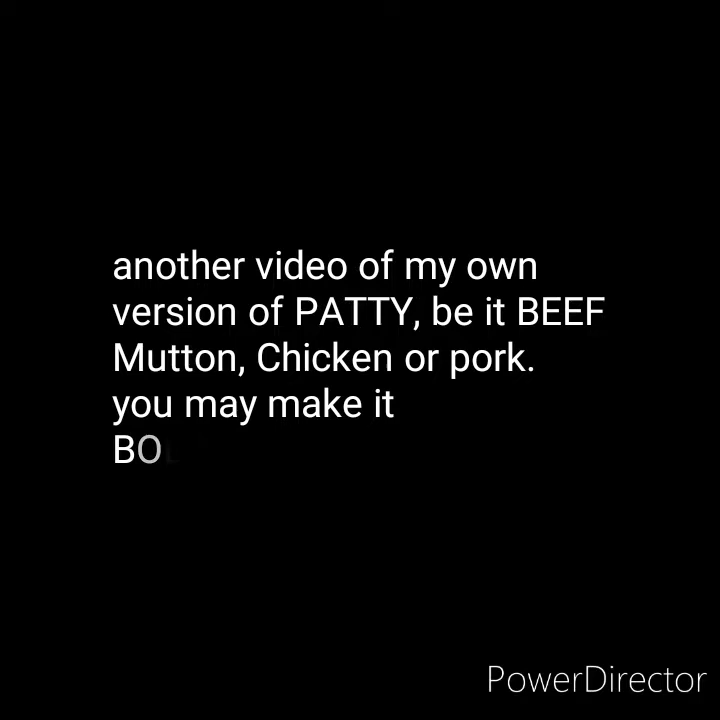 another video of my own
version of PATTY, be it BEEF
Mutton, Chicken or pork.
you may make it
BO
PowerDirector